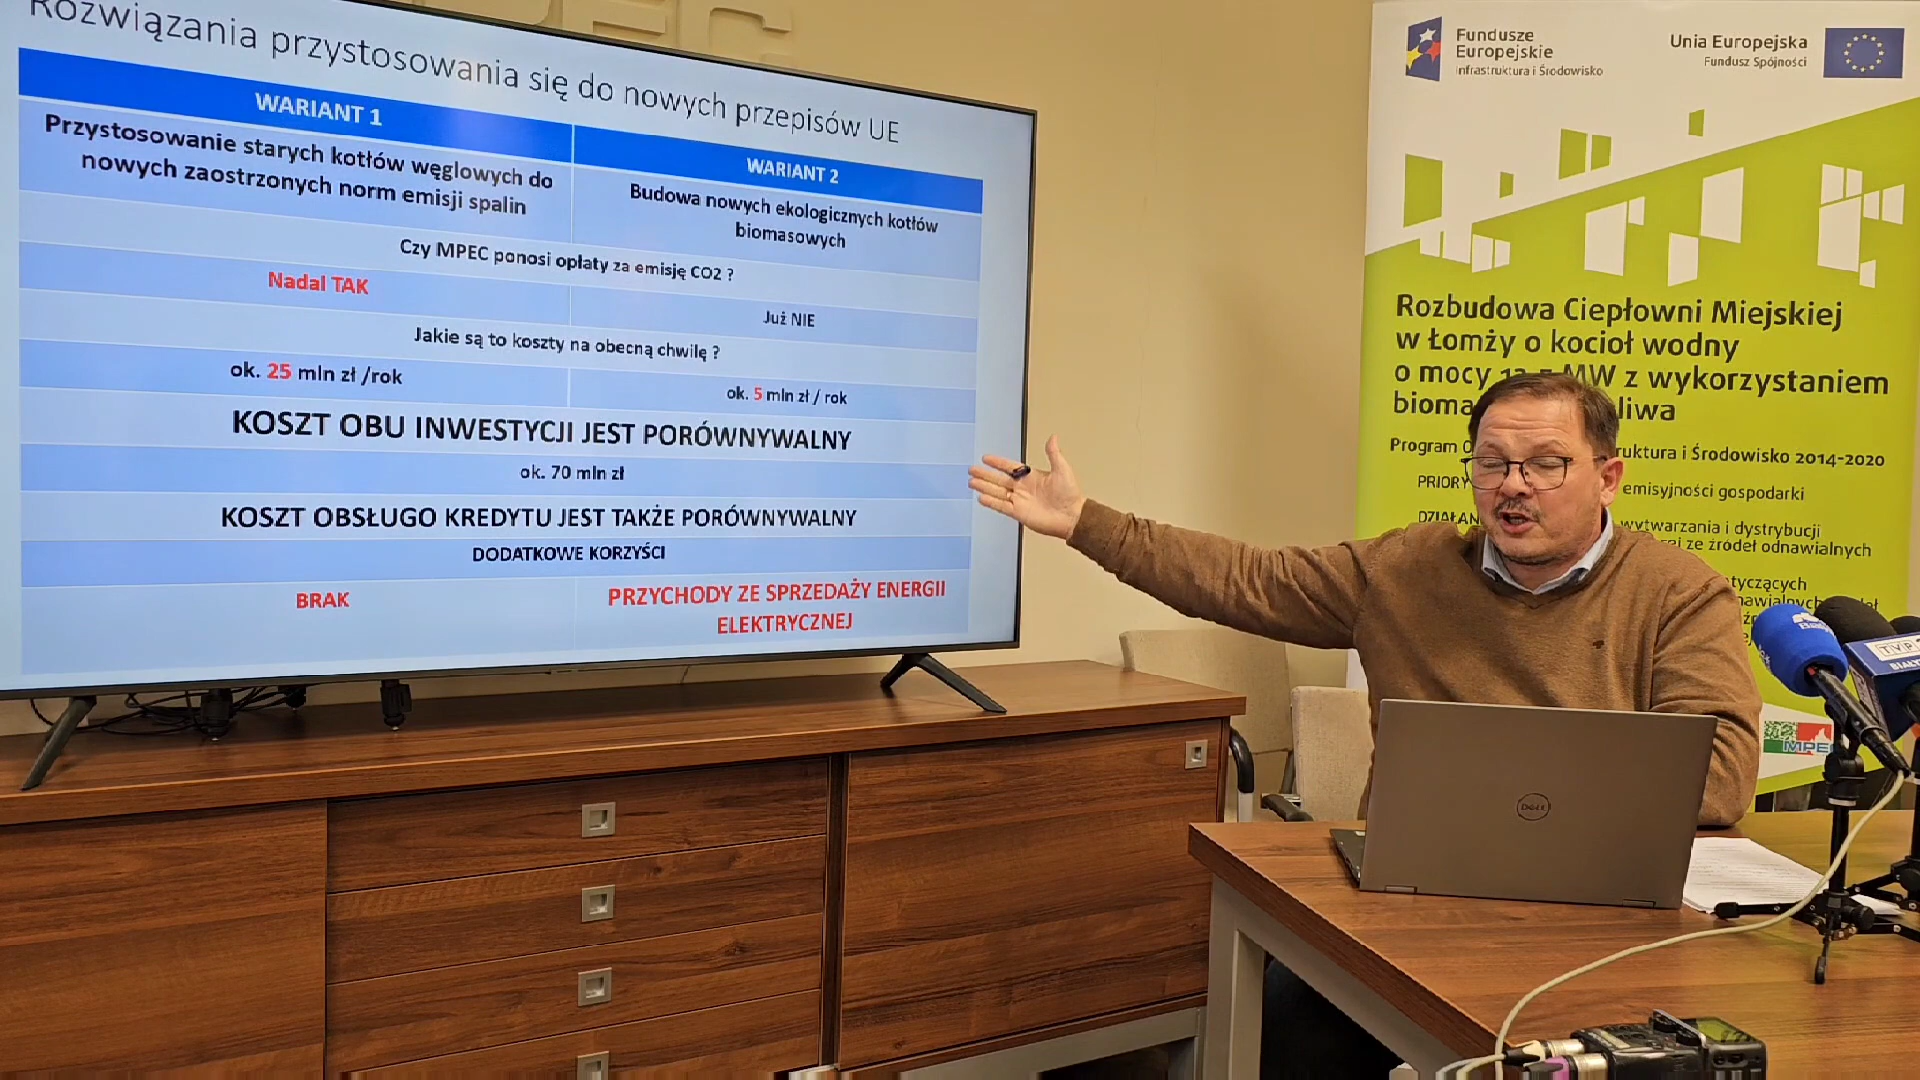 Rozwiązania przystosowania się do nowych przepisów UE
WARIANT 1
WARIANT 2
Przystosowanie starych kotłów węglowych do
nowych zaostrzonych norm emisji spalin
Budowa nowych ekologicznych kotłów
biomasowych
Czy MPEC ponosi opłaty za emisję CO2 ?
Nadal TAK
Już NIE
Jakie są to koszty na obecną chwilę ?
ok. 25 mln zł /rok
ok. 5 mln zł / rok
KOSZT OBU INWESTYCJI JEST PORÓWNYWALNY
ok. 70 mln zł
KOSZT OBSŁUGO KREDYTU JEST TAKŻE PORÓWNYWALNY
DODATKOWE KORZYŚCI
BRAK
PRZYCHODY ZE SPRZEDAŻY ENERGII
ELEKTRYCZNEJ
Fundusze
Europejskie
Infrastruktura i Środowisko
Unia Europejska
Fundusz Spójności
Rozbudowa Ciepłowni Miejskiej
w Łomży o kocioł wodny
o mocy MW z wykorzystaniem
Program
ruktura i Środowisko 2014-2020
emisyjności gospodarki
wytwarzania i dystrybucji
ze źródeł odnawialnych
tyczących
DELL
TVP
MPEC